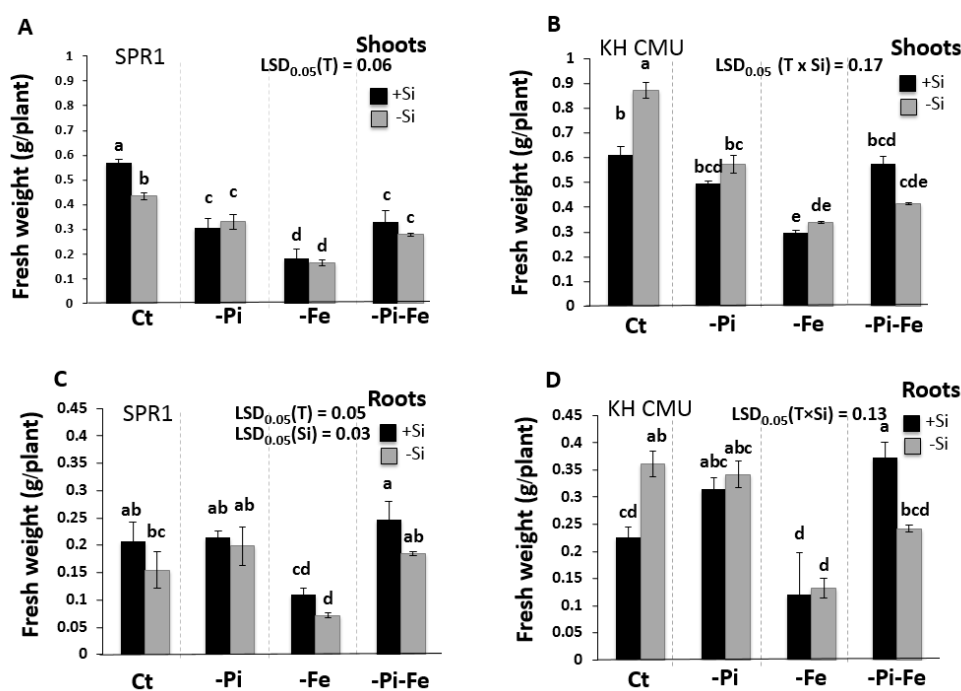 A
SPR1
Shoots
LSD0.05(T) = 0.06
+Si
-Si
Fresh weight (g/plant)
1
0.9
0.8
0.7
0.6
0.5
0.4
0.3
0.2
0.1
0
a
b
c
c
d
d
c
c
Ct
-Pi
-Fe
-Pi-Fe
B
KH CMU
Shoots
LSD0.05 (T x Si) = 0.17
+Si
-Si
Fresh weight (g/plant)
1
0.9
0.8
0.7
0.6
0.5
0.4
0.3
0.2
0.1
0
b
a
bcd
bc
e
de
bcd
cde
Ct
-Pi
-Fe
-Pi-Fe
C
SPR1
Roots
LSD0.05(T) = 0.05
LSD0.05(Si) = 0.03
+Si
-Si
Fresh weight (g/plant)
0.45
0.4
0.35
0.3
0.25
0.20
0.15
0.1
0.05
0
ab
bc
ab
ab
cd
d
a
ab
Ct
-Pi
-Fe
-Pi-Fe
D
KH CMU
Roots
LSD0.05(T×Si) = 0.13
+Si
-Si
Fresh weight (g/plant)
0.45
0.4
0.35
0.3
0.25
0.2
0.15
0.1
0.05
0
cd
ab
abc
abc
d
d
a
bcd
Ct
-Pi
-Fe
-Pi-Fe